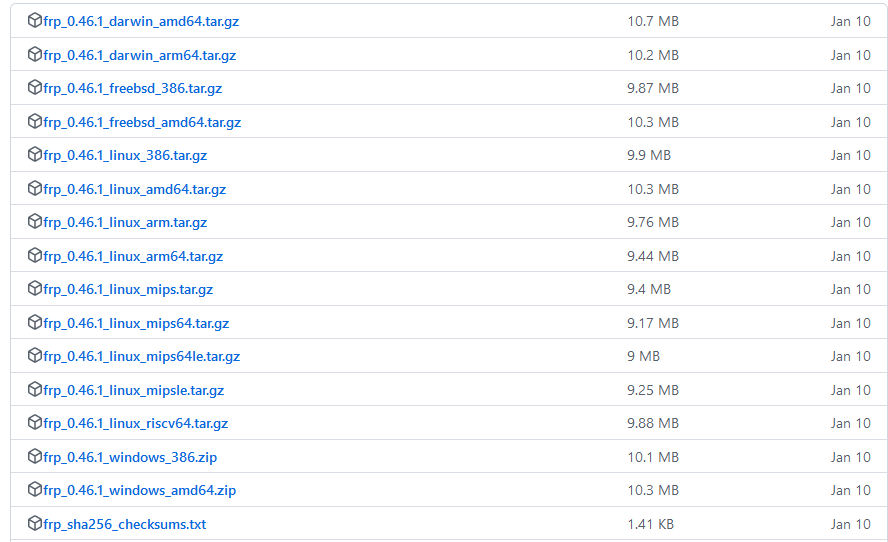 frp_0.46.1_darwin_amd64.tar.gz 10.7 MB Jan 10
frp_0.46.1_darwin_arm64.tar.gz 10.2 MB Jan 10
frp_0.46.1_freebsd_386.tar.gz 9.87 MB Jan 10
frp_0.46.1_freebsd_amd64.tar.gz 10.3 MB Jan 10
frp_0.46.1_linux_386.tar.gz 9.9 MB Jan 10
frp_0.46.1_linux_amd64.tar.gz 10.3 MB Jan 10
frp_0.46.1_linux_arm.tar.gz 9.76 MB Jan 10
frp_0.46.1_linux_arm64.tar.gz 9.44 MB Jan 10
frp_0.46.1_linux_mips.tar.gz 9.4 MB Jan 10
frp_0.46.1_linux_mips64.tar.gz 9.17 MB Jan 10
frp_0.46.1_linux_mips64le.tar.gz 9 MB Jan 10
frp_0.46.1_linux_mipsle.tar.gz 9.25 MB Jan 10
frp_0.46.1_linux_riscv64.tar.gz 9.88 MB Jan 10
frp_0.46.1_windows_386.zip 10.1 MB Jan 10
frp_0.46.1_windows_amd64.zip 10.3 MB Jan 10
frp_sha256_checksums.txt 1.41 KB Jan 10